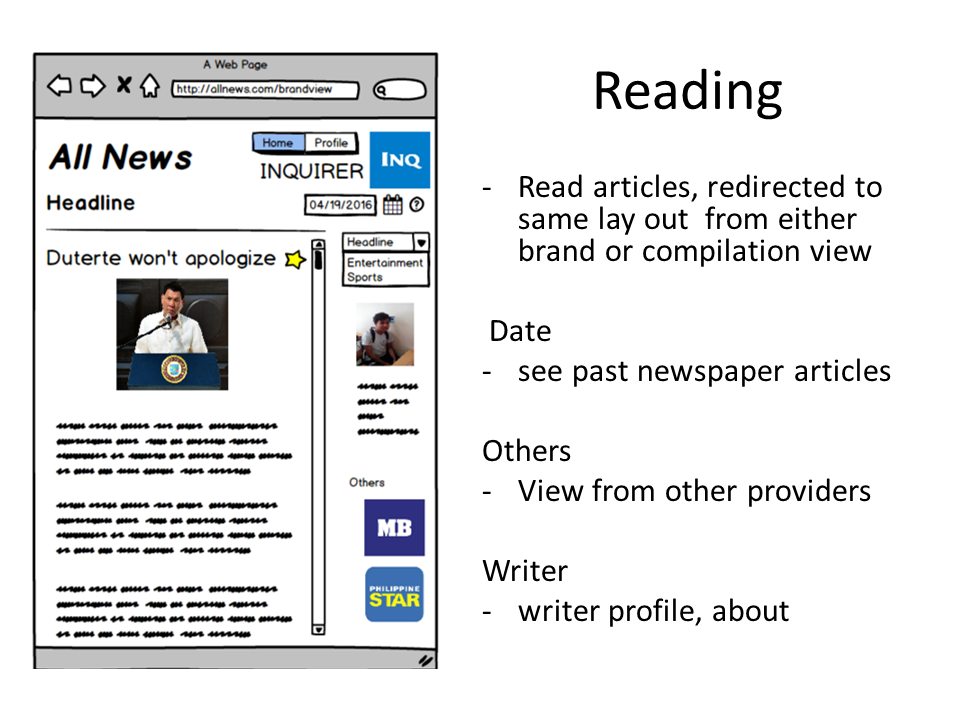 A Web Page
http://allnews.com/brandview
All News
Home
Profile
INQUIRER
INQ
Headline
04/19/2016
?
Duterte won't apologize
Headline
Entertainment
Sports
Others
MB
PHILIPPINE
STAR
Reading
- Read articles, redirected to
same lay out from either
brand or compilation view
Date
- see past newspaper articles
Others
- View from other providers
Writer
- writer profile, about